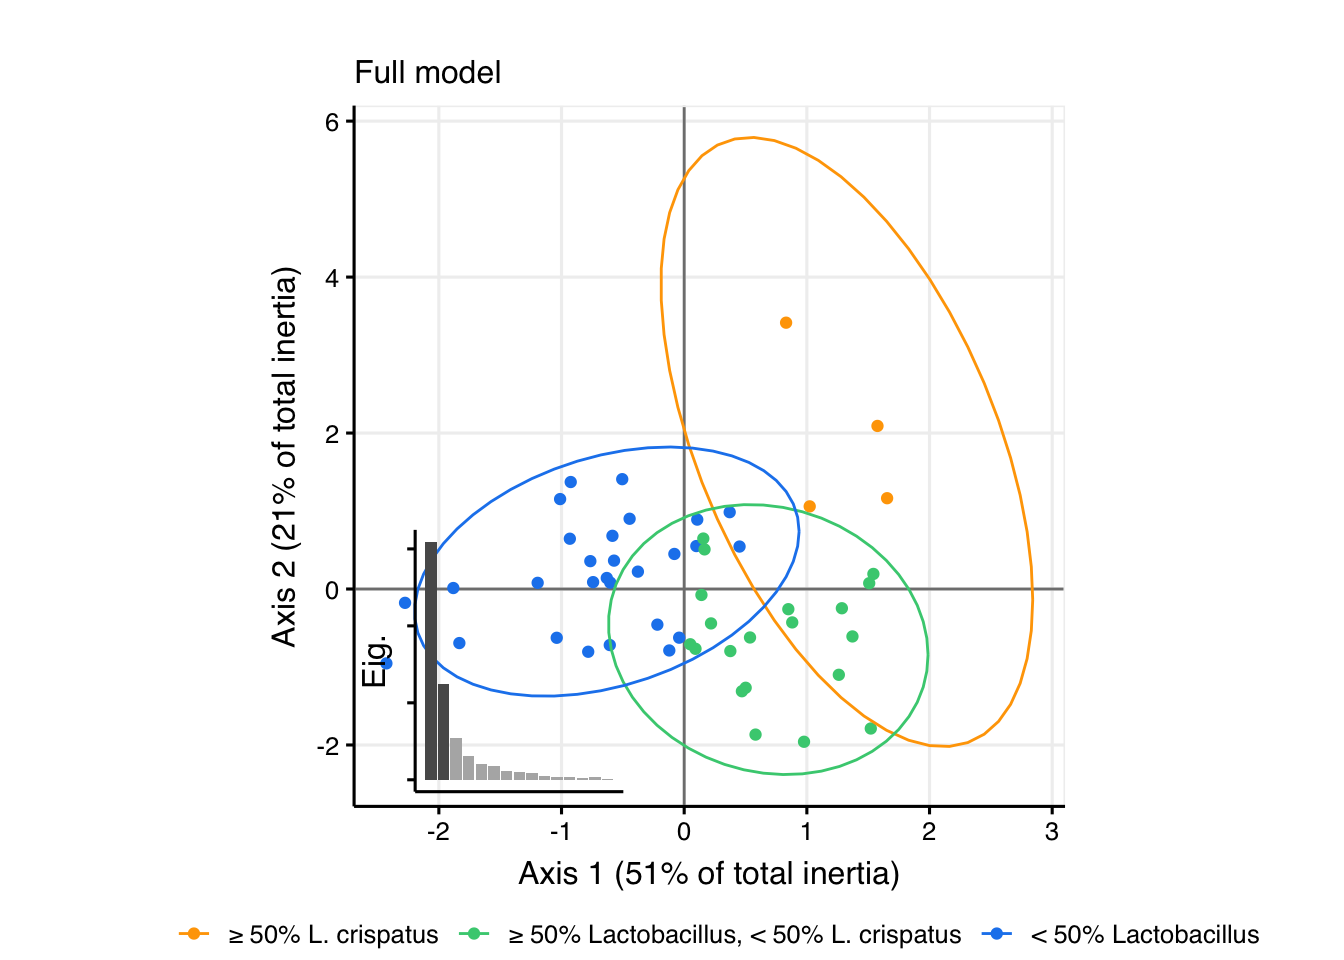 Full model
6
4
2
0
-2
Axis 2 (21% of total inertia)
Eig.
-2
-1
0
1
2
3
Axis 1 (51% of total inertia)
≥ 50% L. crispatus
≥ 50% Lactobacillus, < 50% L. crispatus
< 50% Lactobacillus